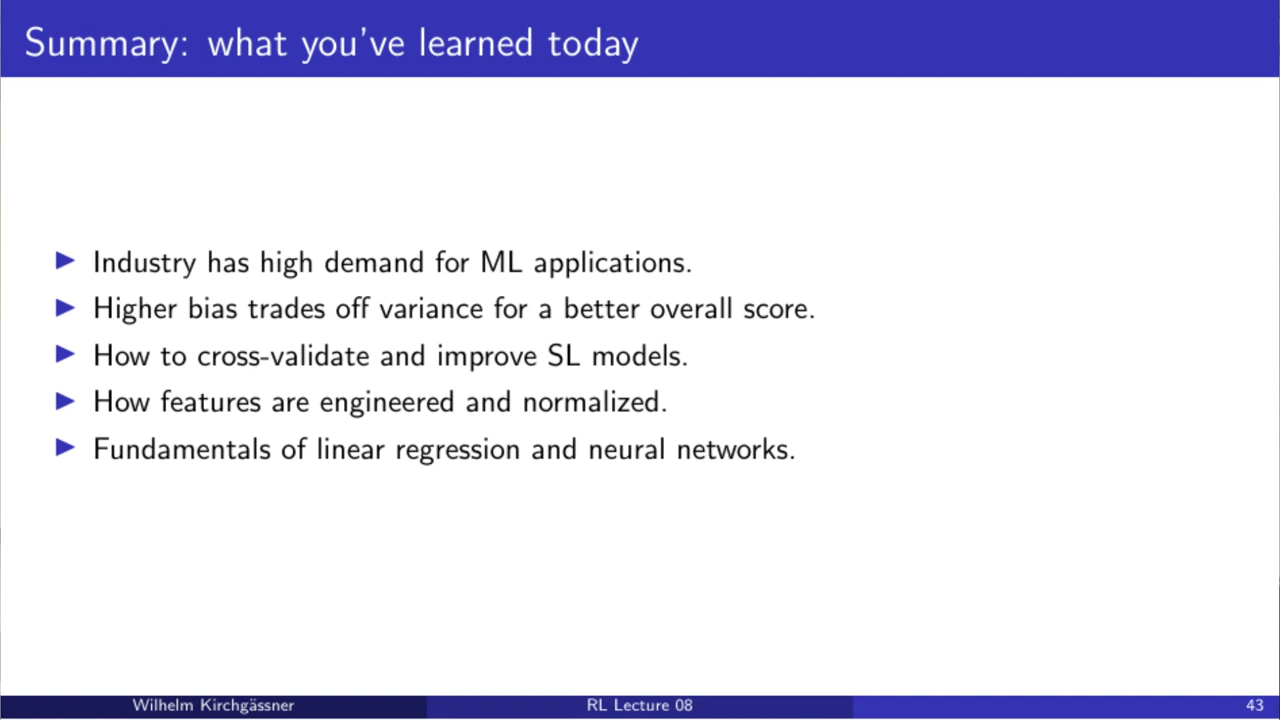 Summary: what you've learned today
Industry has high demand for ML applications.
Higher bias trades off variance for a better overall score.
How to cross-validate and improve SL models.
How features are engineered and normalized.
Fundamentals of linear regression and neural networks.
Wilhelm Kirchgässner
RL Lecture 08
43